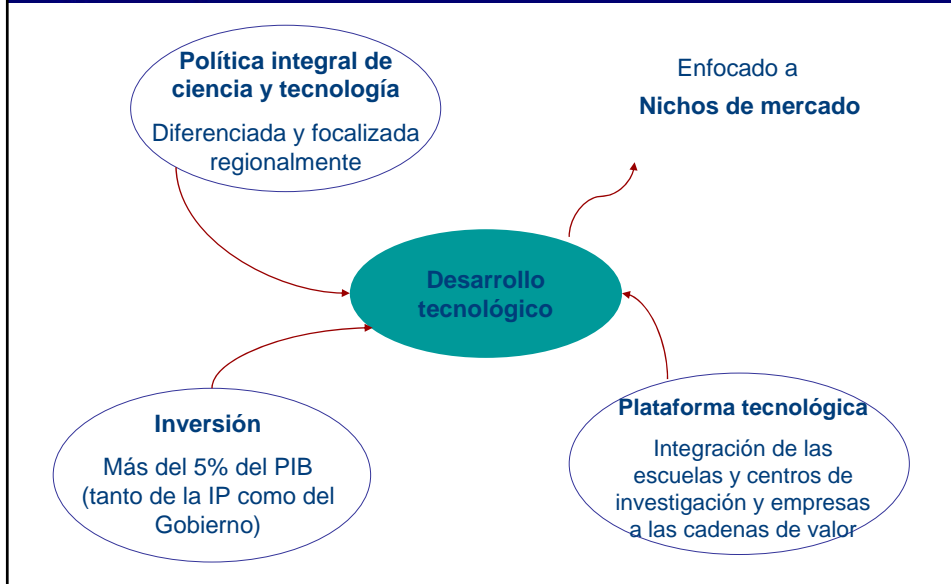 Política integral de
ciencia y tecnología
Diferenciada y focalizada
regionalmente
Enfocado a
Nichos de mercado
Desarrollo
tecnológico
Inversión
Más del 5% del PIB
(tanto de la IP como del
Gobierno)
Plataforma tecnológica
Integración de las
escuelas y centros de
investigación y empresas
a las cadenas de valor